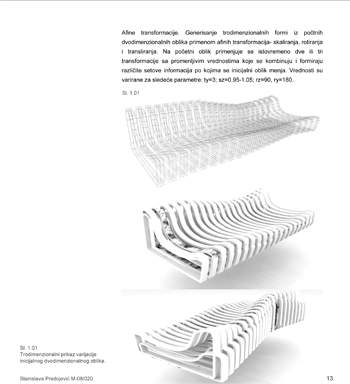 Afine transformacije. Generisanje trodimenzionalnih formi iz početnih
dvodimenzionalnih oblika primenom afinih transformacija- skaliranja, rotiranja
i transliranja. Na početni oblik primenjuje se istovremeno dve ili tri
transformacije sa promenljivim vrednostima koje se kombinuju i formiraju
različite setove informacija po kojima se inicijalni oblik menja. Vrednosti su
varirane za sledeće parametre: ty=3; sz=0.95-1.05; rz=90, ry=180.
Sl. 1.01
Sl. 1.01
Trodimenzionalni prikaz varijacije
inicijalnog dvodimenzionalnog oblika.
Stanislava Predojević M-68/020
13